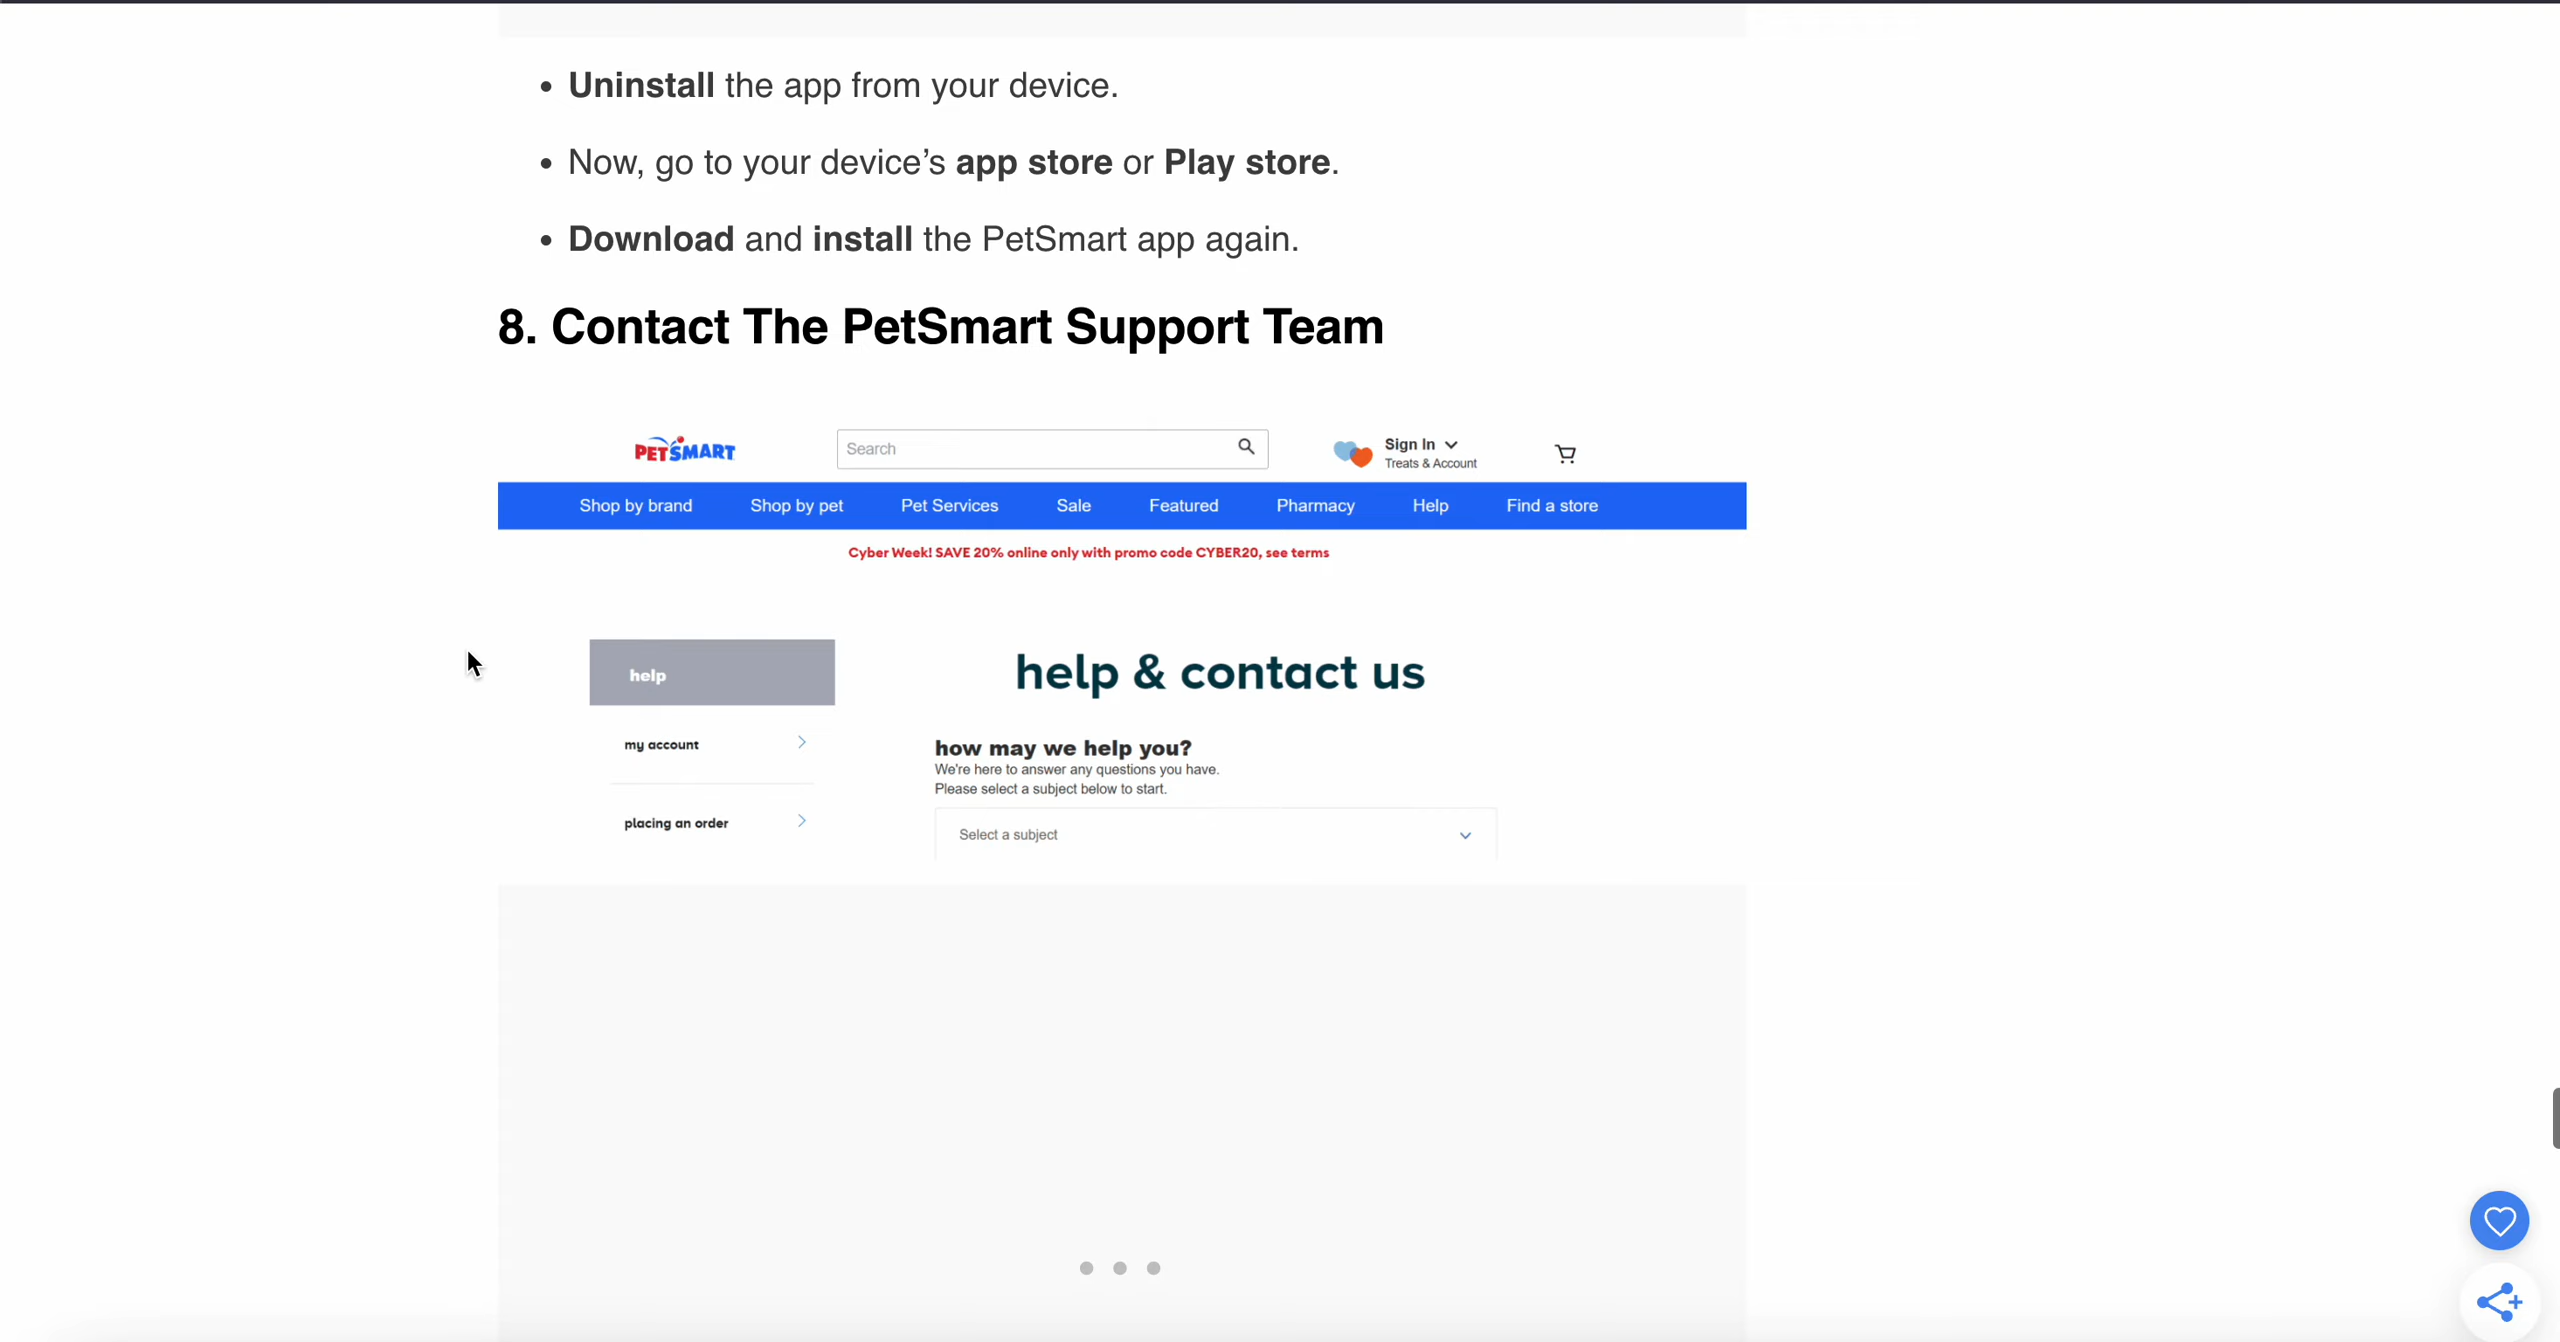 Uninstall the app from your device.
Now, go to your device’s app store or Play store.
Download and install the PetSmart app again.
8. Contact The PetSmart Support Team
PETSMART
Search
Sign In
Treats & Account
Shop by brand Shop by pet Pet Services Sale Featured Pharmacy Help Find a store
Cyber Week! SAVE 20% online only with promo code CYBER20, see terms
help
my account
placing an order
help & contact us
how may we help you?
We're here to answer any questions you have.
Please select a subject below to start.
Select a subject